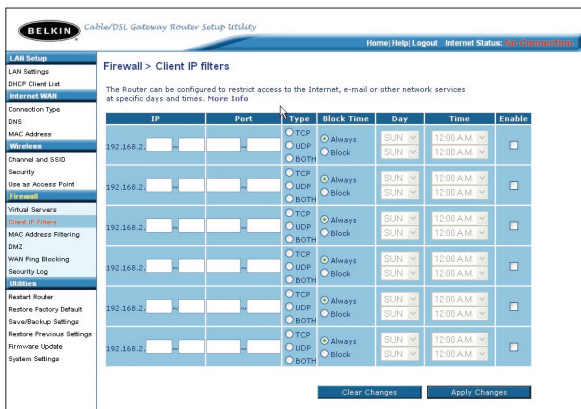 BELKIN
Cable/DSL Gateway Router Setup Utility
Home| Help| Logout Internet Status: No Connection
LAN Setup
LAN Settings
DHCP Client List
Internet WAN
Connection Type
DNS
MAC Address
Wireless
Channel and SSID
Security
Use as Access Point
Firewall
Virtual Servers
Client IP Filters
MAC Address Filtering
DMZ
WAN Ping Blocking
Security Log
Utilities
Restart Router
Restore Factory Default
Save/Backup Settings
Restore Previous Settings
Firmware Update
System Settings
Firewall > Client IP filters
The Router can be configured to restrict access to the Internet, e-mail or other network services
at specific days and times. More Info
IP Port Type Block Time Day Time Enable
192.168.2. ~ ~ TCP UDP BOTH Always Block SUN SUN 12:00 A.M. 12:00 A.M.
192.168.2. ~ ~ TCP UDP BOTH Always Block SUN SUN 12:00 A.M. 12:00 A.M.
192.168.2. ~ ~ TCP UDP BOTH Always Block SUN SUN 12:00 A.M. 12:00 A.M.
192.168.2. ~ ~ TCP UDP BOTH Always Block SUN SUN 12:00 A.M. 12:00 A.M.
192.168.2. ~ ~ TCP UDP BOTH Always Block SUN SUN 12:00 A.M. 12:00 A.M.
192.168.2. ~ ~ TCP UDP BOTH Always Block SUN SUN 12:00 A.M. 12:00 A.M.
Clear Changes Apply Changes